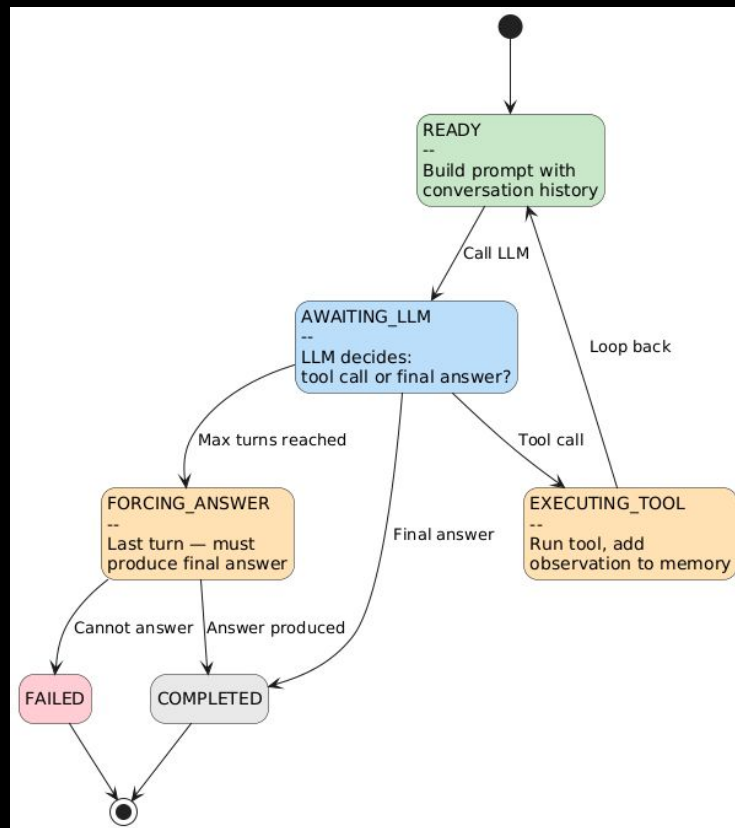 READY
--
Build prompt with
conversation history
Call LLM
AWAITING_LLM
--
LLM decides:
tool call or final answer?
Loop back
Max turns reached
Tool call
FORCING_ANSWER
--
Last turn — must
produce final answer
Final answer
EXECUTING_TOOL
--
Run tool, add
observation to memory
Cannot answer
Answer produced
FAILED
COMPLETED